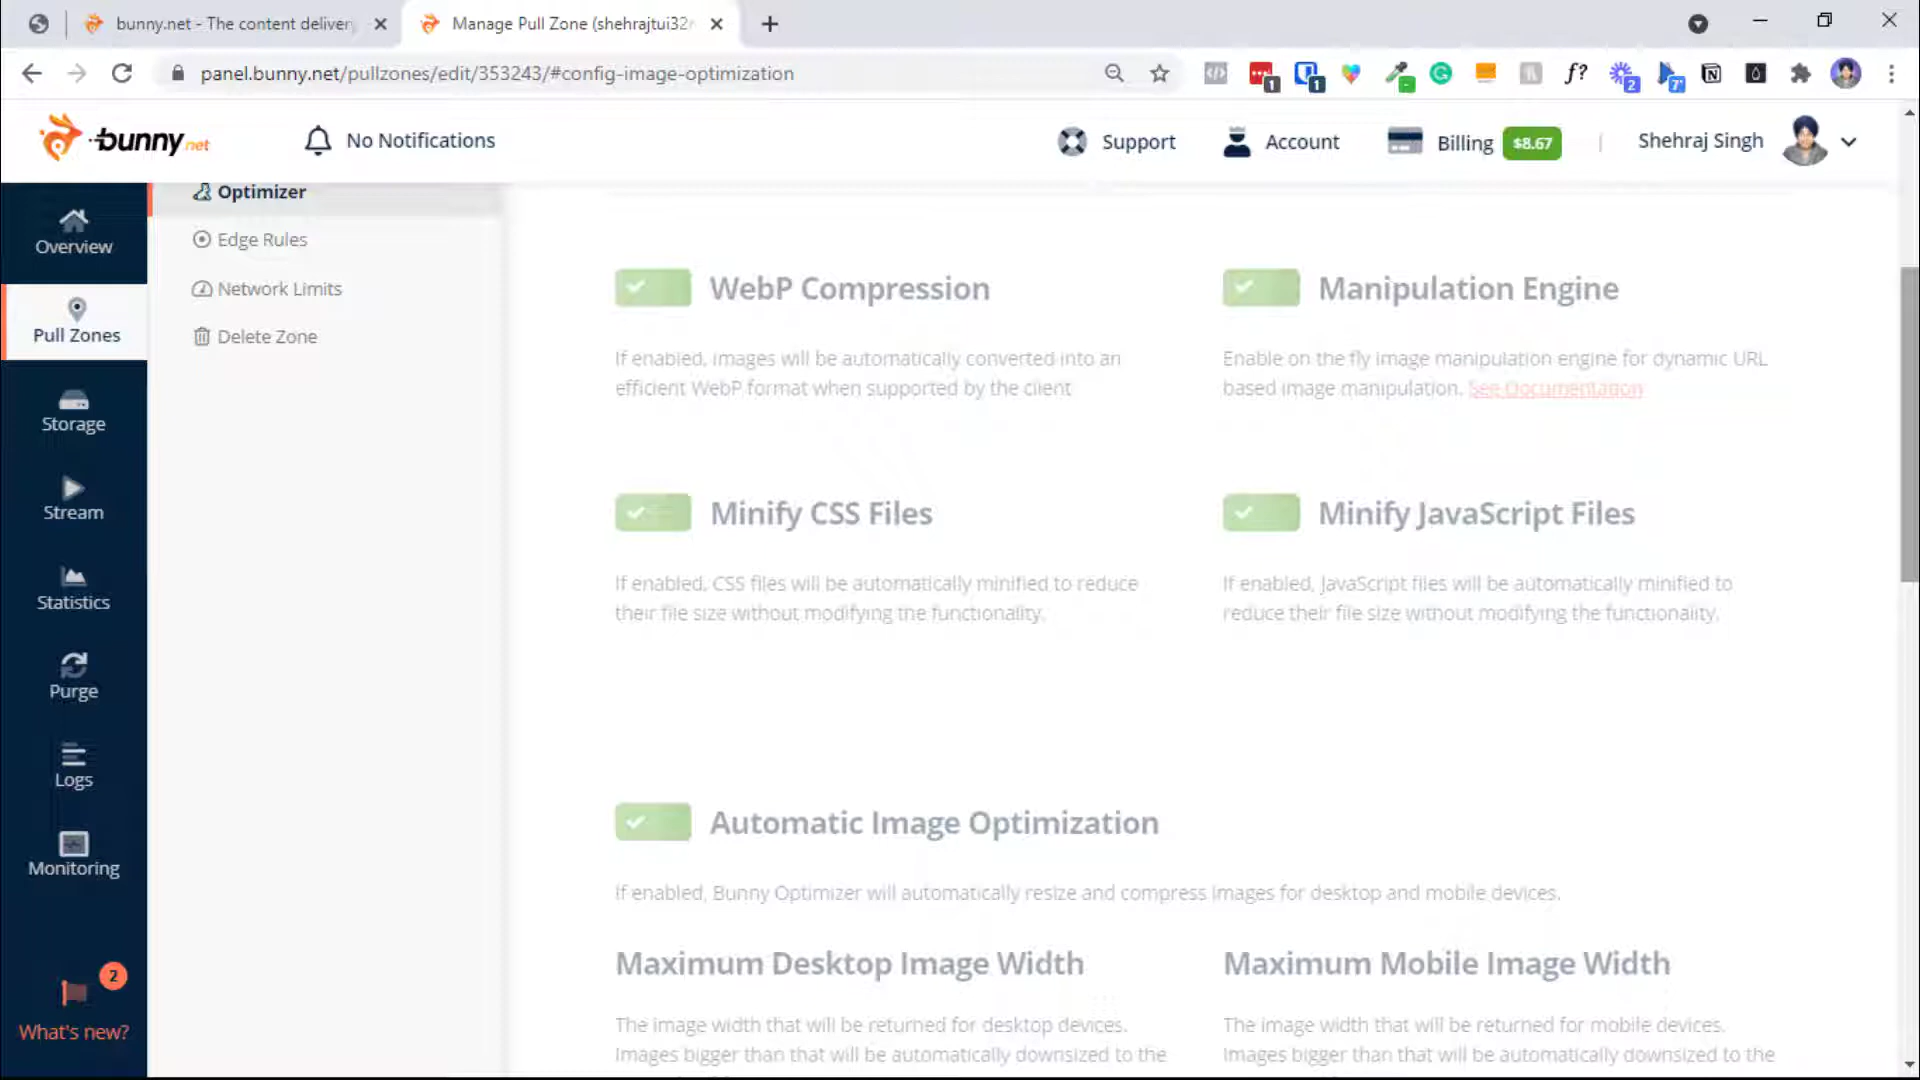 bunny.net - The content deliver
Manage Pull Zone (shehrajtui32
panel.bunny.net/pullzones/edit/353243/#config-image-optimization
1
1
f?
2
7
bunny.net
No Notifications
Support
Account
Billing
$8.67
Shehraj Singh
Overview
Pull Zones
Storage
Stream
Statistics
Purge
Logs
Monitoring
2
What's new?
Optimizer
Edge Rules
Network Limits
Delete Zone
WebP Compression
If enabled, images will be automatically converted into an
efficient WebP format when supported by the client
Manipulation Engine
Enable on the fly image manipulation engine for dynamic URL
based image manipulation. See Documentation
Minify CSS Files
If enabled, CSS files will be automatically minified to reduce
their file size without modifying the functionality.
Minify JavaScript Files
If enabled, JavaScript files will be automatically minified to
reduce their file size without modifying the functionality.
Automatic Image Optimization
If enabled, Bunny Optimizer will automatically resize and compress images for desktop and mobile devices.
Maximum Desktop Image Width
The image width that will be returned for desktop devices.
Images bigger than that will be automatically downsized to the
Maximum Mobile Image Width
The image width that will be returned for mobile devices.
Images bigger than that will be automatically downsized to the